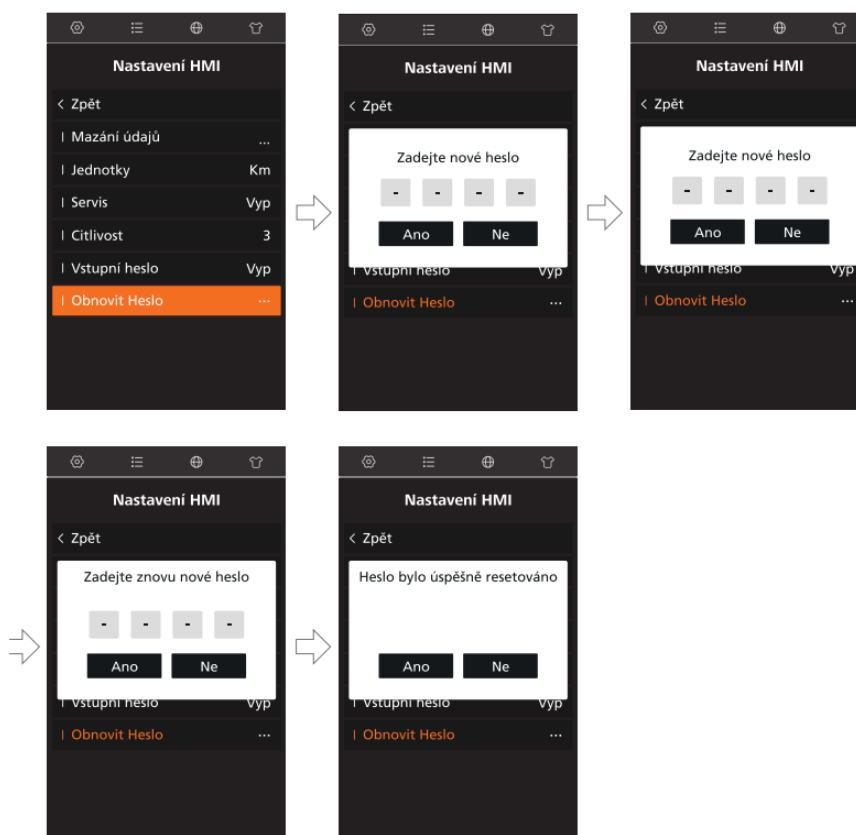 Nastavení HMI
< Zpět
| Mazání údajů ...
| Jednotky Km
| Servis Vyp
| Citlivost 3
| Vstupní heslo Vyp
| Obnovit Heslo ...
Nastavení HMI
< Zpět
Zadejte nové heslo
- - - -
Ano Ne
| Vstupní heslo Vyp
| Obnovit Heslo ...
Nastavení HMI
< Zpět
Zadejte nové heslo
- - - -
Ano Ne
| Vstupní heslo Vyp
| Obnovit Heslo ...
Nastavení HMI
< Zpět
Zadejte znovu nové heslo
- - - -
Ano Ne
| Vstupní heslo Vyp
| Obnovit Heslo ...
Nastavení HMI
< Zpět
Heslo bylo úspěšně resetováno
Ano Ne
| Vstupní heslo Vyp
| Obnovit Heslo ...